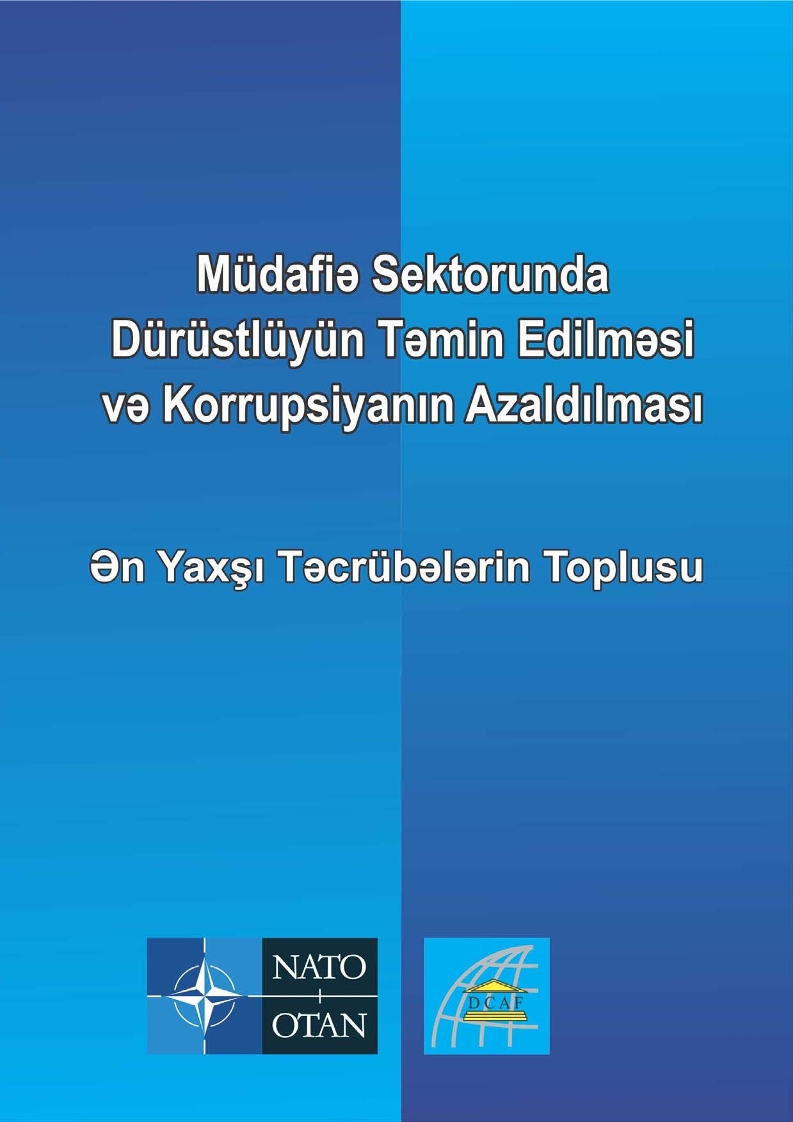 Müdafiə Sektorunda
Dürüstlüyün Təmin Edilməsi
və Korrupsiyanın Azaldılması
Ən Yaxşı Təcrübələrin Toplusu
NATO
OTAN
DCAF